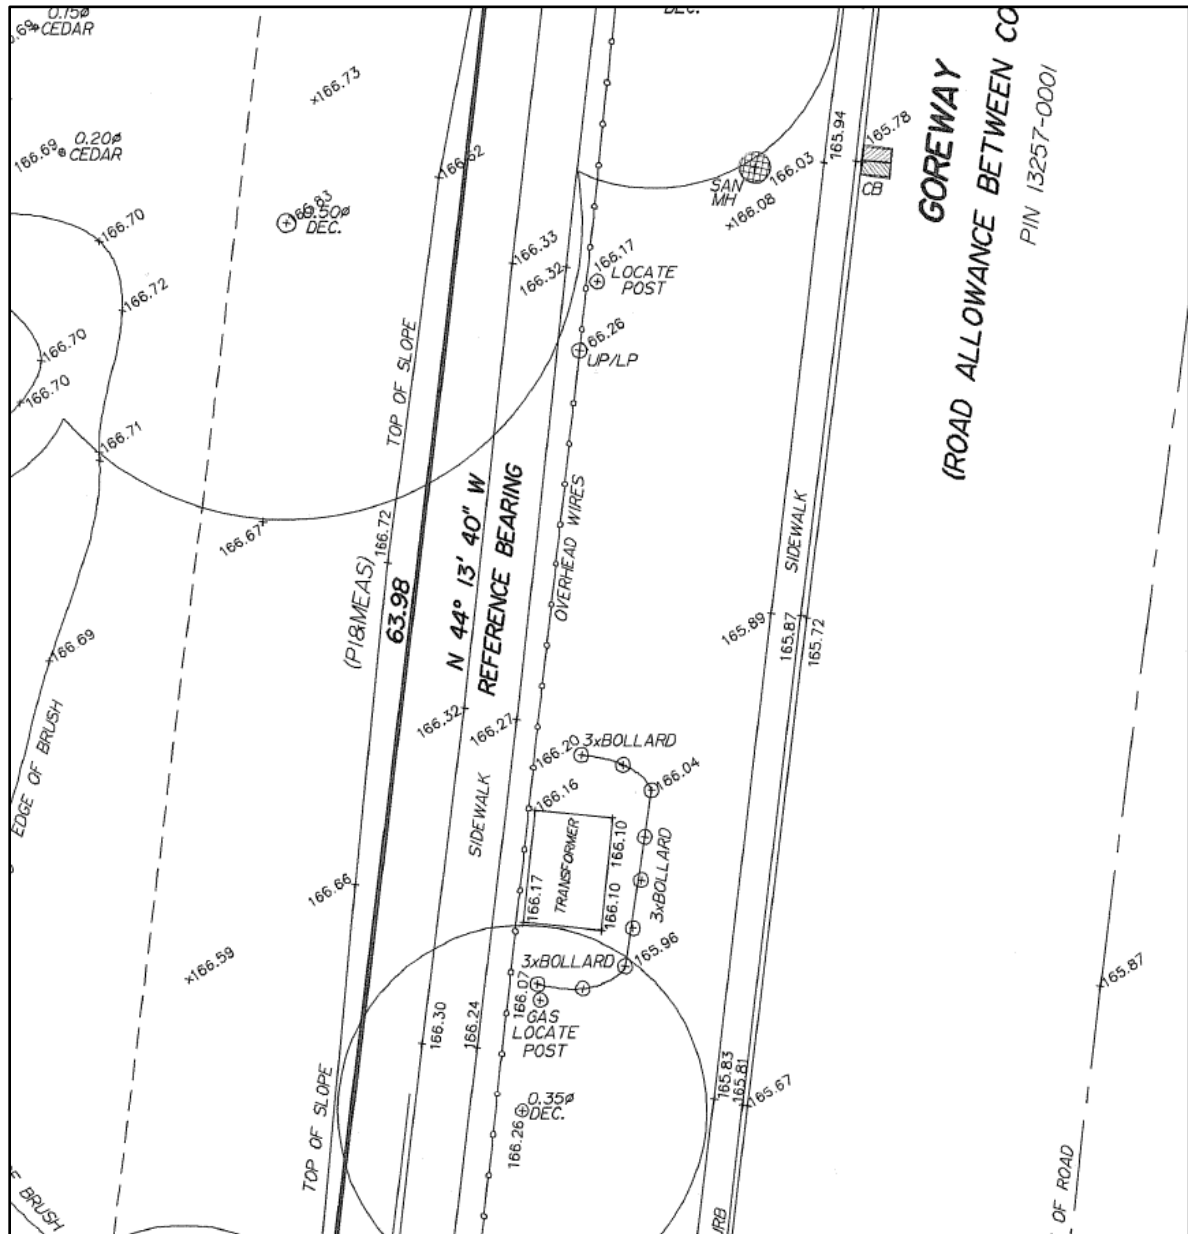 0.15ø
CEDAR
DEC.
166.73
0.20ø
CEDAR
166.69
166.83
0.50ø
DEC.
166.62
165.94
165.78
166.03
SAN
MH
166.08
CB
GOREWAY
(ROAD ALLOWANCE BETWEEN CO
PIN 13257-0001
166.70
166.33
166.32
166.17
LOCATE
POST
166.72
66.26
UP/LP
166.70
166.70
TOP OF SLOPE
166.71
166.67
166.72
(PI&MEAS)
63.98
N 44° 13' 40" W
REFERENCE BEARING
OVERHEAD WIRES
SIDEWALK
165.89
165.87
165.72
166.69
EDGE OF BRUSH
166.32
166.27
166.20
3xBOLLARD
166.04
166.16
SIDEWALK
TRANSFORMER
166.10
3xBOLLARD
166.66
166.17
166.10
166.59
3xBOLLARD
165.96
165.87
166.07
GAS
LOCATE
POST
166.30
166.24
165.83
165.81
165.67
TOP OF SLOPE
0.35ø
DEC.
166.26
BRUSH
OF ROAD